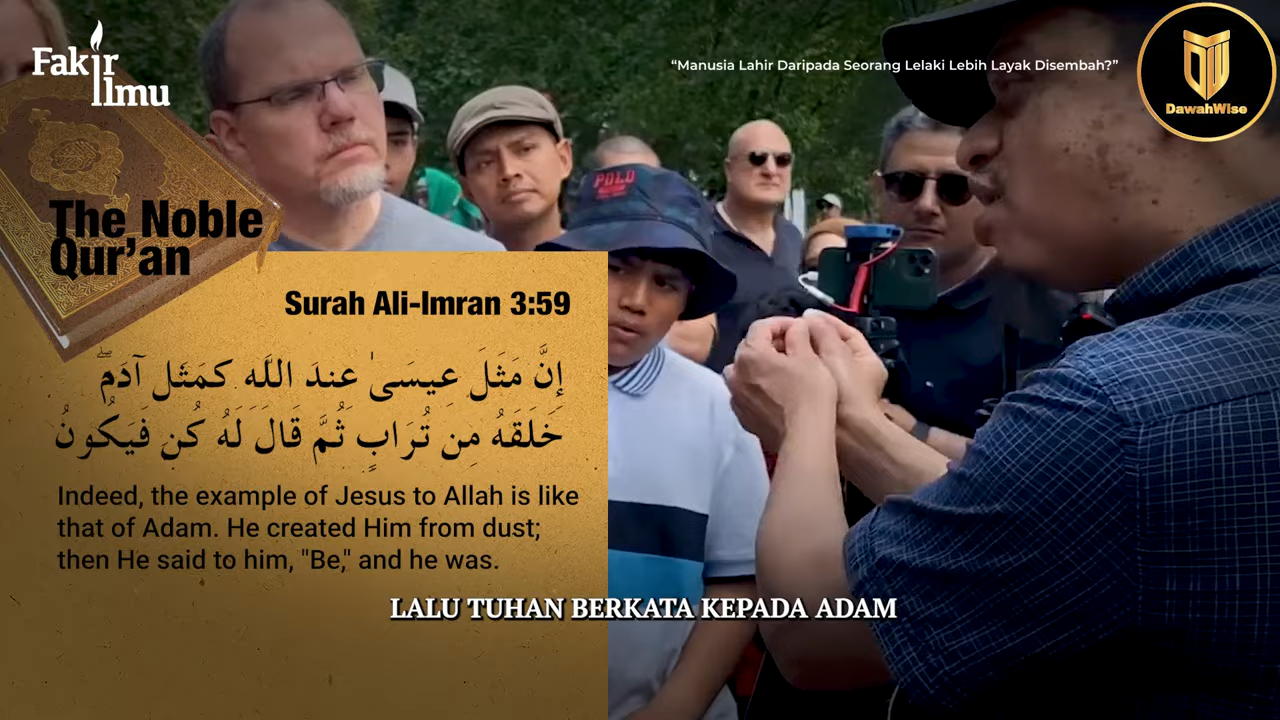 Fakir
Ilmu
“Manusia Lahir Daripada Seorang Lelaki Lebih Layak Disembah?”
DW
DawahWise
POLO
The Noble
Qur’an
Surah Ali-Imran 3:59
إِنَّ مَثَلَ عِيسَىٰ عِندَ اللَّهِ كَمَثَلِ آدَمَ ۖ
خَلَقَهُ مِن تُرَابٍ ثُمَّ قَالَ لَهُ كُن فَيَكُونُ
Indeed, the example of Jesus to Allah is like
that of Adam. He created Him from dust;
then He said to him, "Be," and he was.
LALU TUHAN BERKATA KEPADA ADAM